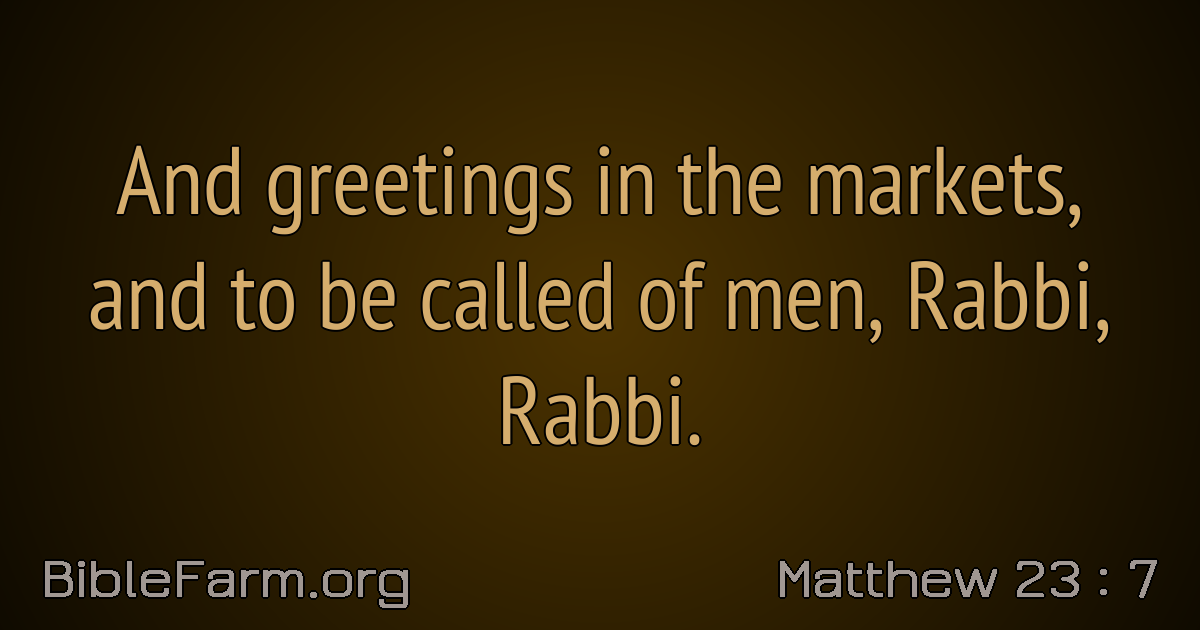 And greetings in the markets,
and to be called of men, Rabbi,
Rabbi.
BibleFarm.org
Matthew 23 : 7